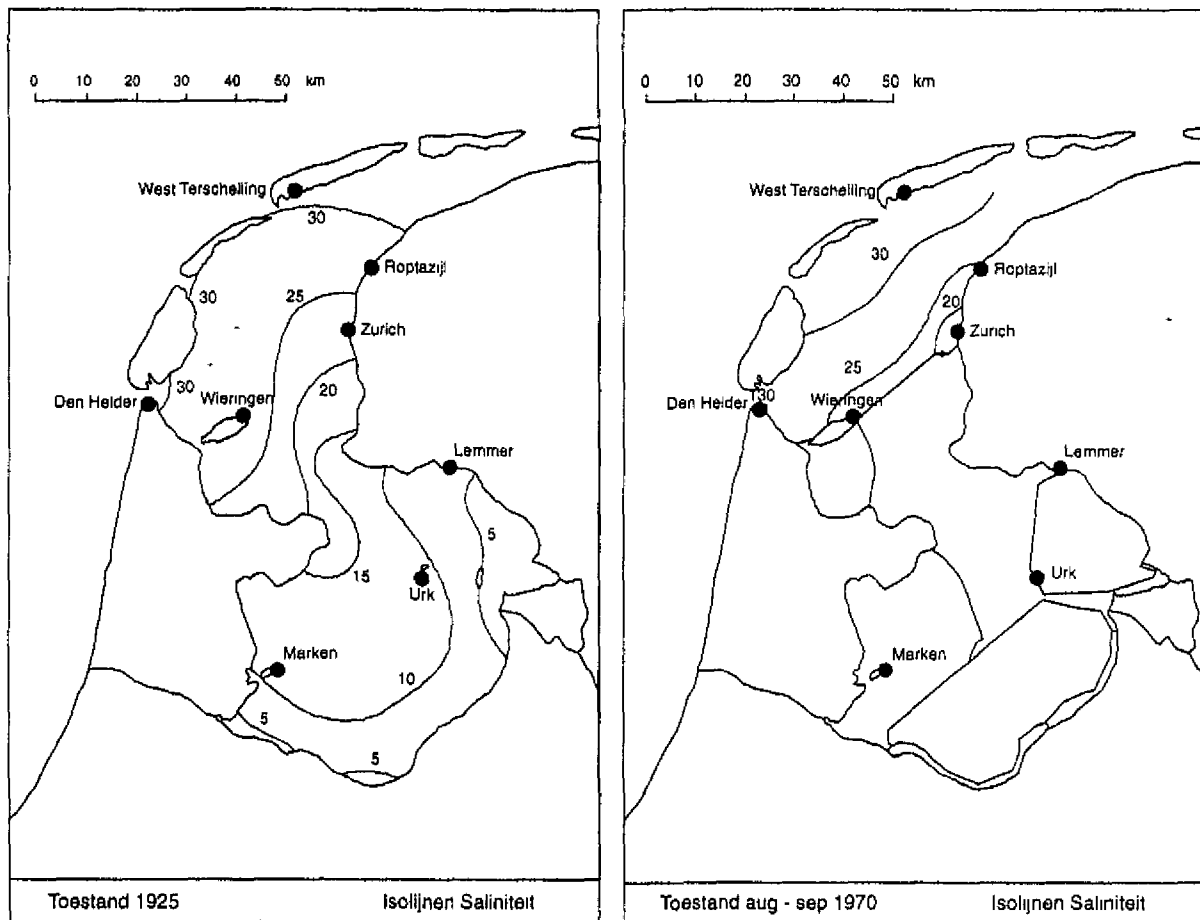 0 10 20 30 40 50 km
West Terschelling
30
Roptazijl
30
25
Zurich
20
30
Wieringen
Den Helder
Lemmer
5
15
Urk
Marken
10
5
5
Toestand 1925
Isolijnen Saliniteit
0 10 20 30 40 50 km
West Terschelling
30
Roptazijl
20
Zurich
25
30
Den Helder
Wieringen
Lemmer
Urk
Marken
Toestand aug - sep 1970
Isolijnen Saliniteit